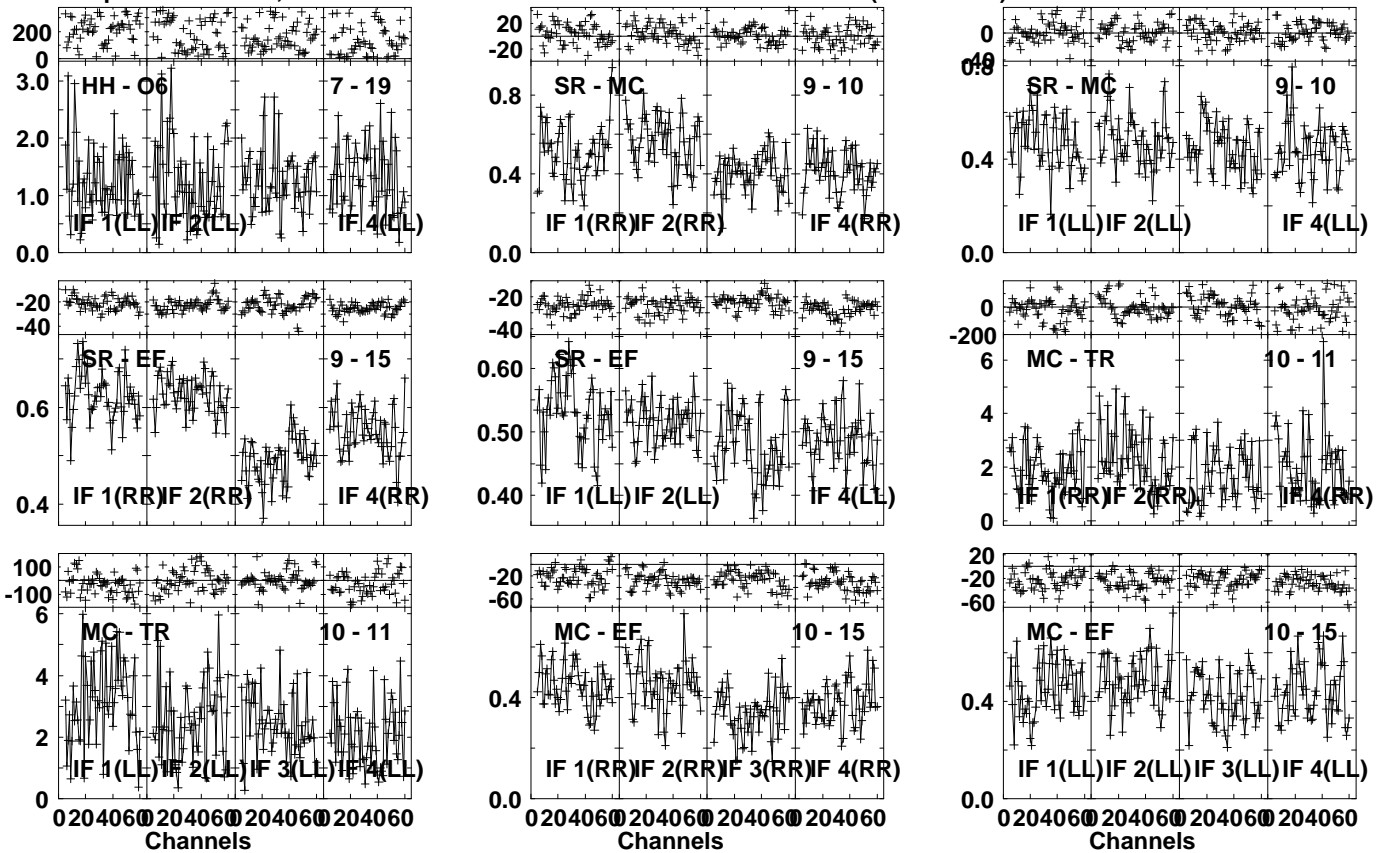 200
0
20
0
-20
0
-40
3.0
2.0
1.0
0.0
HH - O6
7 - 19
IF 1(LL)
IF 2(LL)
IF 4(LL)
0.8
0.4
0.0
SR - MC
9 - 10
IF 1(RR)
IF 2(RR)
IF 4(RR)
0.8
0.4
0.0
SR - MC
9 - 10
IF 1(LL)
IF 2(LL)
IF 4(LL)
-20
-40
0.6
0.4
SR - EF
9 - 15
IF 1(RR)
IF 2(RR)
IF 4(RR)
-20
-40
0.60
0.50
0.40
SR - EF
9 - 15
IF 1(LL)
IF 2(LL)
IF 4(LL)
0
-200
6
4
2
0
MC - TR
10 - 11
IF 1(RR)
IF 2(RR)
IF 4(RR)
100
-100
6
4
2
0
MC - TR
10 - 11
IF 1(LL)
IF 2(LL)
IF 3(LL)
IF 4(LL)
-20
-60
0.4
0.0
MC - EF
10 - 15
IF 1(RR)
IF 2(RR)
IF 3(RR)
IF 4(RR)
20
-20
-60
0.4
0.0
MC - EF
10 - 15
IF 1(LL)
IF 2(LL)
IF 3(LL)
IF 4(LL)
0 20 40 60 0 20 40 60 0 20 40 60 0 20 40 60
Channels
0 20 40 60 0 20 40 60 0 20 40 60 0 20 40 60
Channels
0 20 40 60 0 20 40 60 0 20 40 60 0 20 40 60
Channels